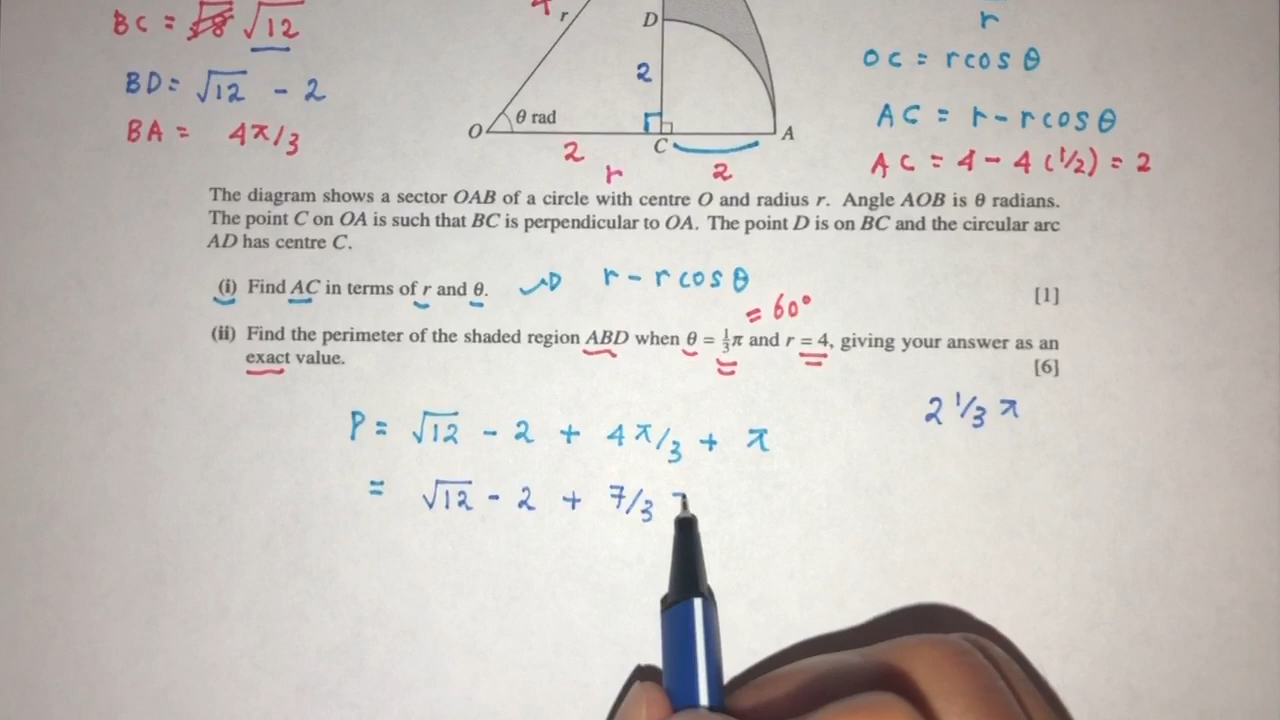 BC = √18 √12
BD = √12 - 2
BA = 4π/3
4 r
D
2
O θ rad
C A
2
r
2
r
OC = r cos θ
AC = r - r cos θ
AC = 4 - 4 (1/2) = 2
The diagram shows a sector OAB of a circle with centre O and radius r. Angle AOB is θ radians.
The point C on OA is such that BC is perpendicular to OA. The point D is on BC and the circular arc
AD has centre C.
(i) Find AC in terms of r and θ. r - r cos θ [1]
= 60°
(ii) Find the perimeter of the shaded region ABD when θ = 1/3π and r = 4, giving your answer as an
exact value. [6]
2 1/3 π
P = √12 - 2 + 4π/3 + π
= √12 - 2 + 7/3